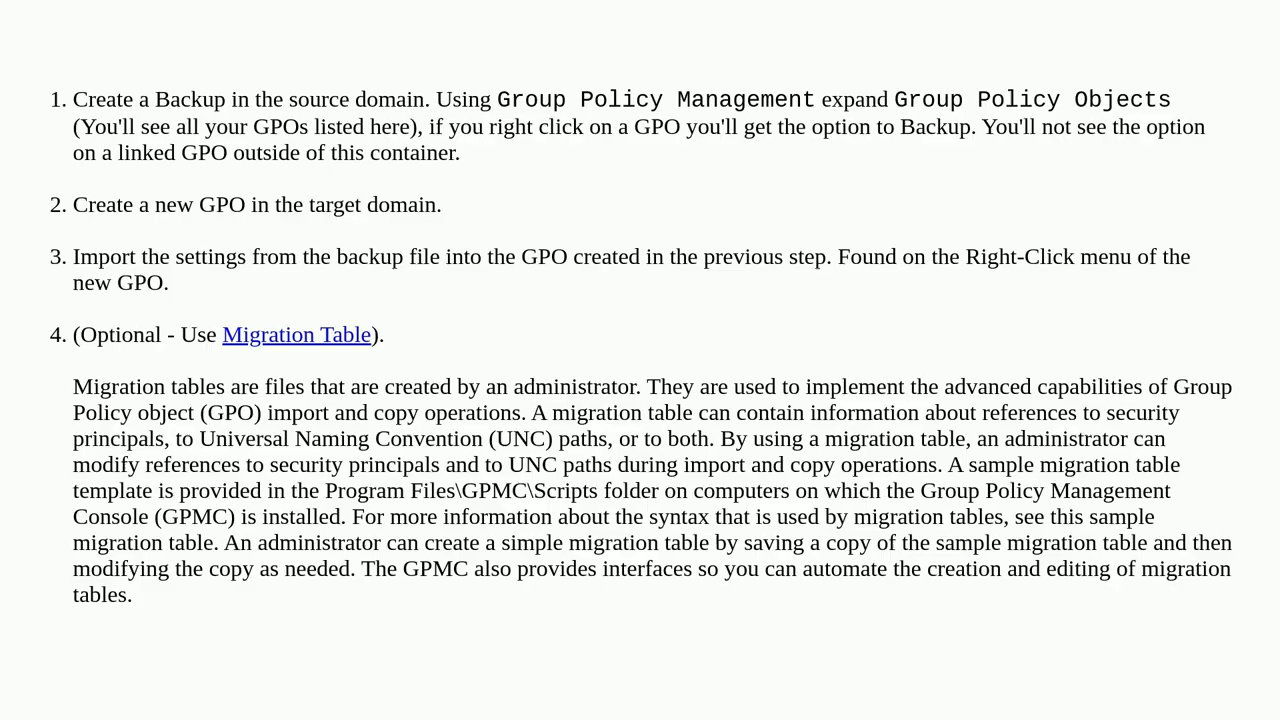 1. Create a Backup in the source domain. Using Group Policy Management expand Group Policy Objects
(You'll see all your GPOs listed here), if you right click on a GPO you'll get the option to Backup. You'll not see the option
on a linked GPO outside of this container.
2. Create a new GPO in the target domain.
3. Import the settings from the backup file into the GPO created in the previous step. Found on the Right-Click menu of the
new GPO.
4. (Optional - Use Migration Table).
Migration tables are files that are created by an administrator. They are used to implement the advanced capabilities of Group
Policy object (GPO) import and copy operations. A migration table can contain information about references to security
principals, to Universal Naming Convention (UNC) paths, or to both. By using a migration table, an administrator can
modify references to security principals and to UNC paths during import and copy operations. A sample migration table
template is provided in the Program Files\GPMC\Scripts folder on computers on which the Group Policy Management
Console (GPMC) is installed. For more information about the syntax that is used by migration tables, see this sample
migration table. An administrator can create a simple migration table by saving a copy of the sample migration table and then
modifying the copy as needed. The GPMC also provides interfaces so you can automate the creation and editing of migration
tables.